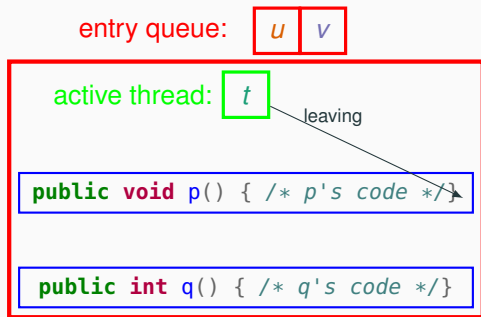 entry queue: u v
active thread: t
leaving
public void p() { /* p's code */}
public int q() { /* q's code */}